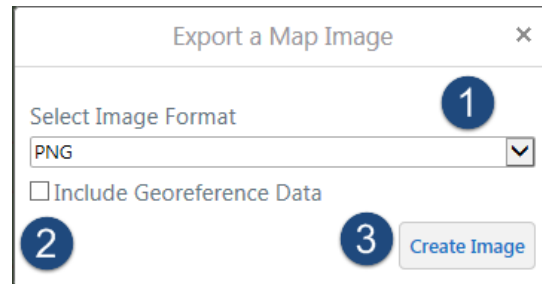 Export a Map Image ×
1
Select Image Format
PNG
Include Georeference Data
2
3 Create Image